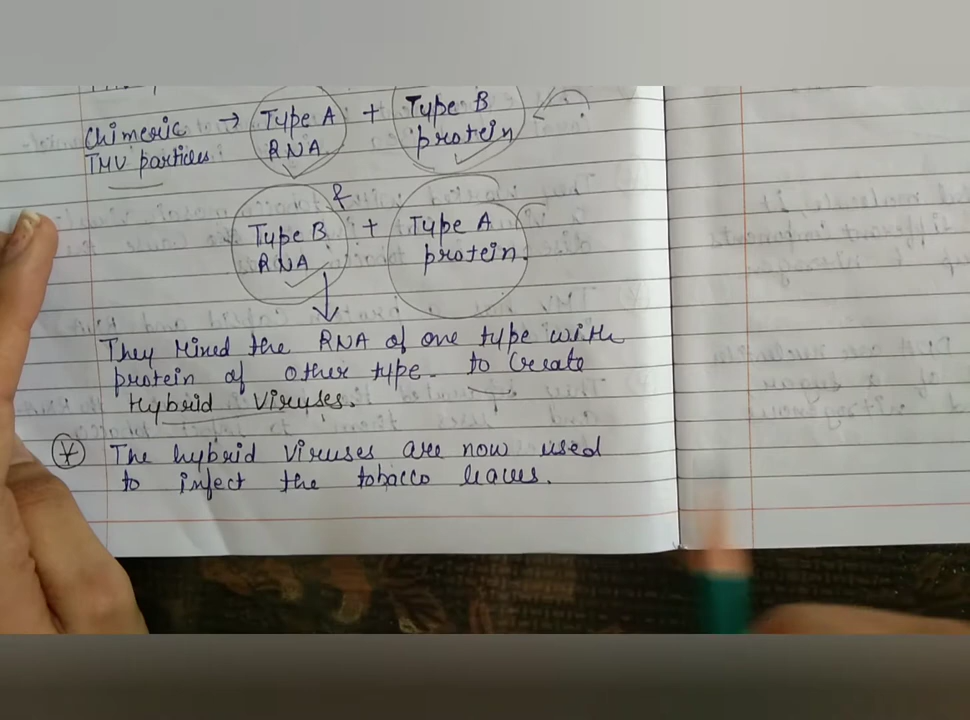 Chimeric → Type A + Type B
TMV particles RNA protein
&
Type B + Type A
RNA protein.
They Mixed the RNA of one type with
protein of other type. to Create
Hybrid Viruses.
The hybrid Viruses are now used
to infect the tobacco leaves.